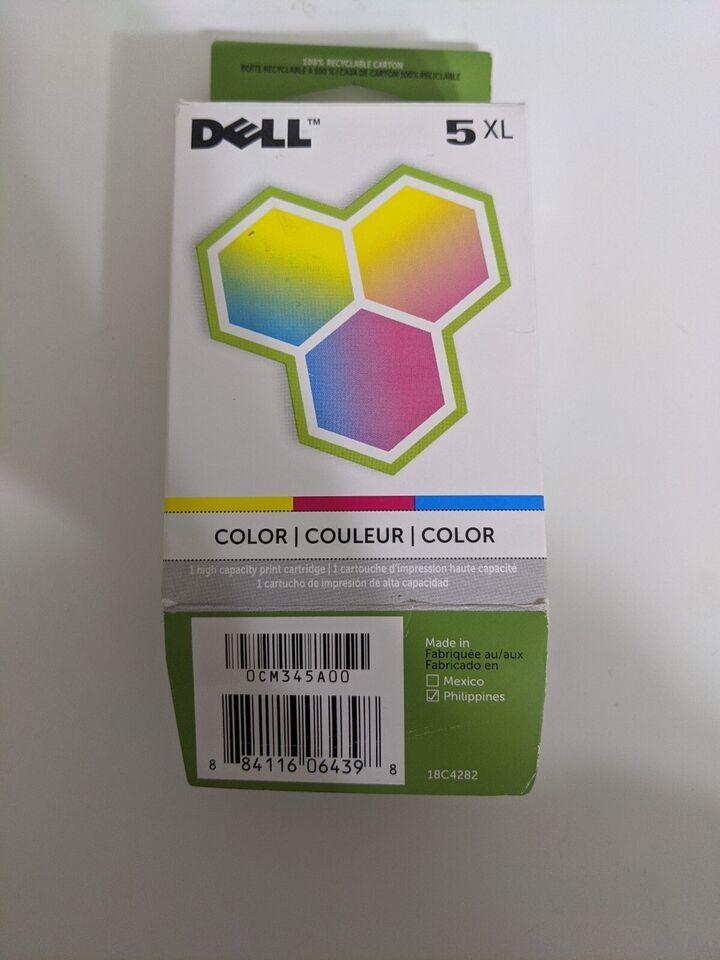 100% RECYCLABLE CARTON
BOÎTE RECYCLABLE À 100 % | CAJA DE CARTÓN 100% RECICLABLE
DELL™ 5 XL
COLOR | COULEUR | COLOR
1 high capacity print cartridge | 1 cartouche d'impression haute capacité
1 cartucho de impresión de alta capacidad
0CM345A00
8 84116 06439 8
Made in
Fabriquée au/aux
Fabricado en
Mexico
Philippines
18C4282